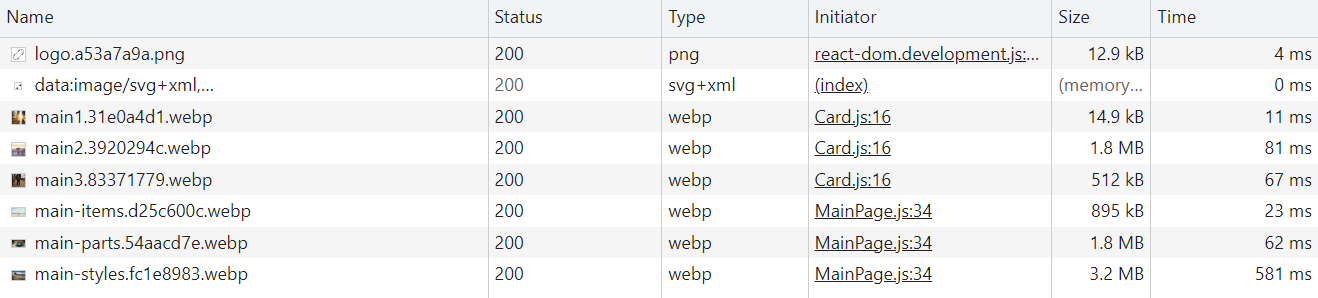 Name Status Type Initiator Size Time
logo.a53a7a9a.png 200 png react-dom.development.js:... 12.9 kB 4 ms
data:image/svg+xml,... 200 svg+xml (index) (memory... 0 ms
main1.31e0a4d1.webp 200 webp Card.js:16 14.9 kB 11 ms
main2.3920294c.webp 200 webp Card.js:16 1.8 MB 81 ms
main3.83371779.webp 200 webp Card.js:16 512 kB 67 ms
main-items.d25c600c.webp 200 webp MainPage.js:34 895 kB 23 ms
main-parts.54aacd7e.webp 200 webp MainPage.js:34 1.8 MB 62 ms
main-styles.fc1e8983.webp 200 webp MainPage.js:34 3.2 MB 581 ms